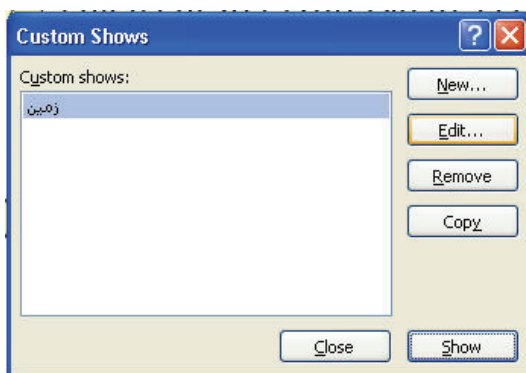 Custom Shows
Custom shows:
زمین
New...
Edit...
Remove
Copy
Close
Show